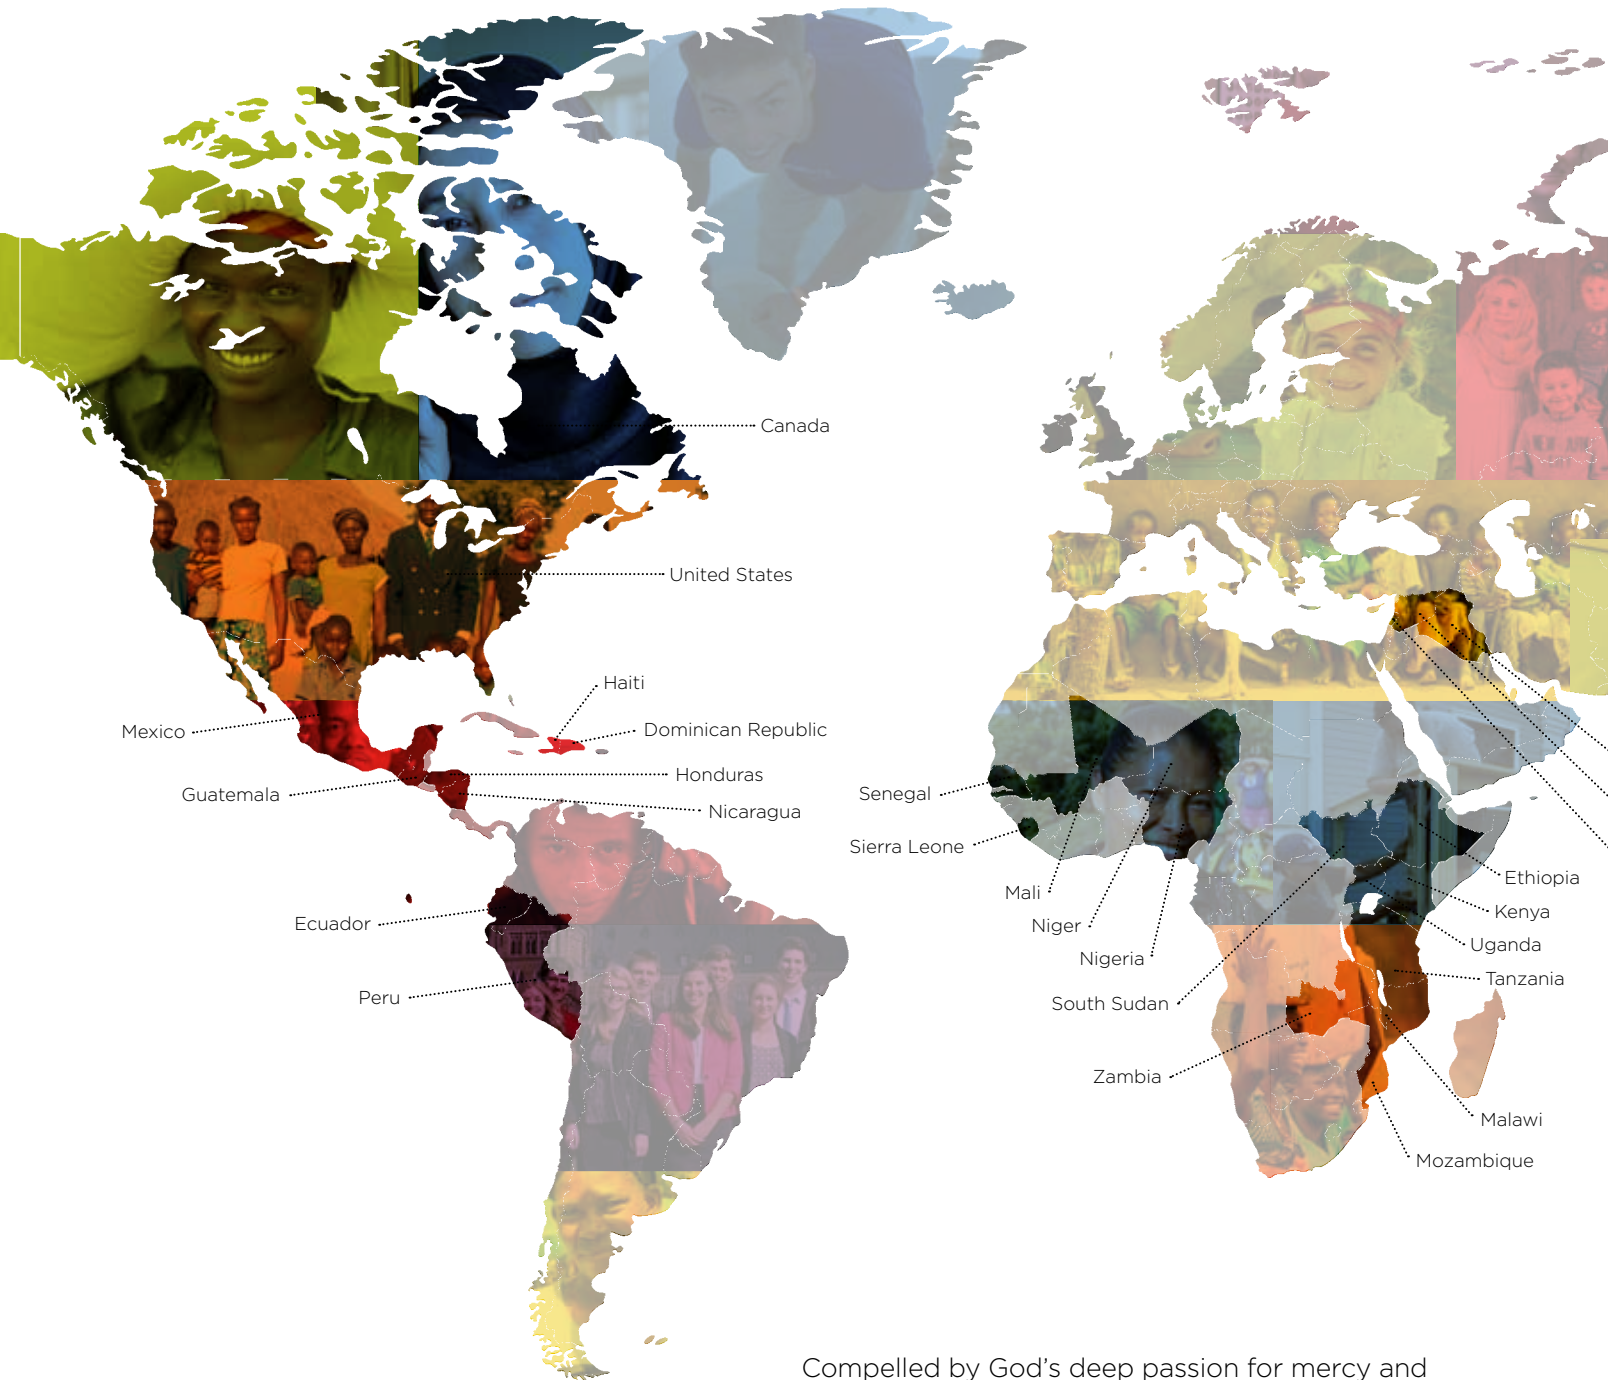 Canada
United States
Haiti
Mexico
Dominican Republic
Honduras
Guatemala
Nicaragua
Senegal
Sierra Leone
Mali
Ethiopia
Kenya
Ecuador
Niger
Uganda
Nigeria
Tanzania
Peru
South Sudan
Zambia
Malawi
Mozambique
Compelled by God's deep passion for mercy and